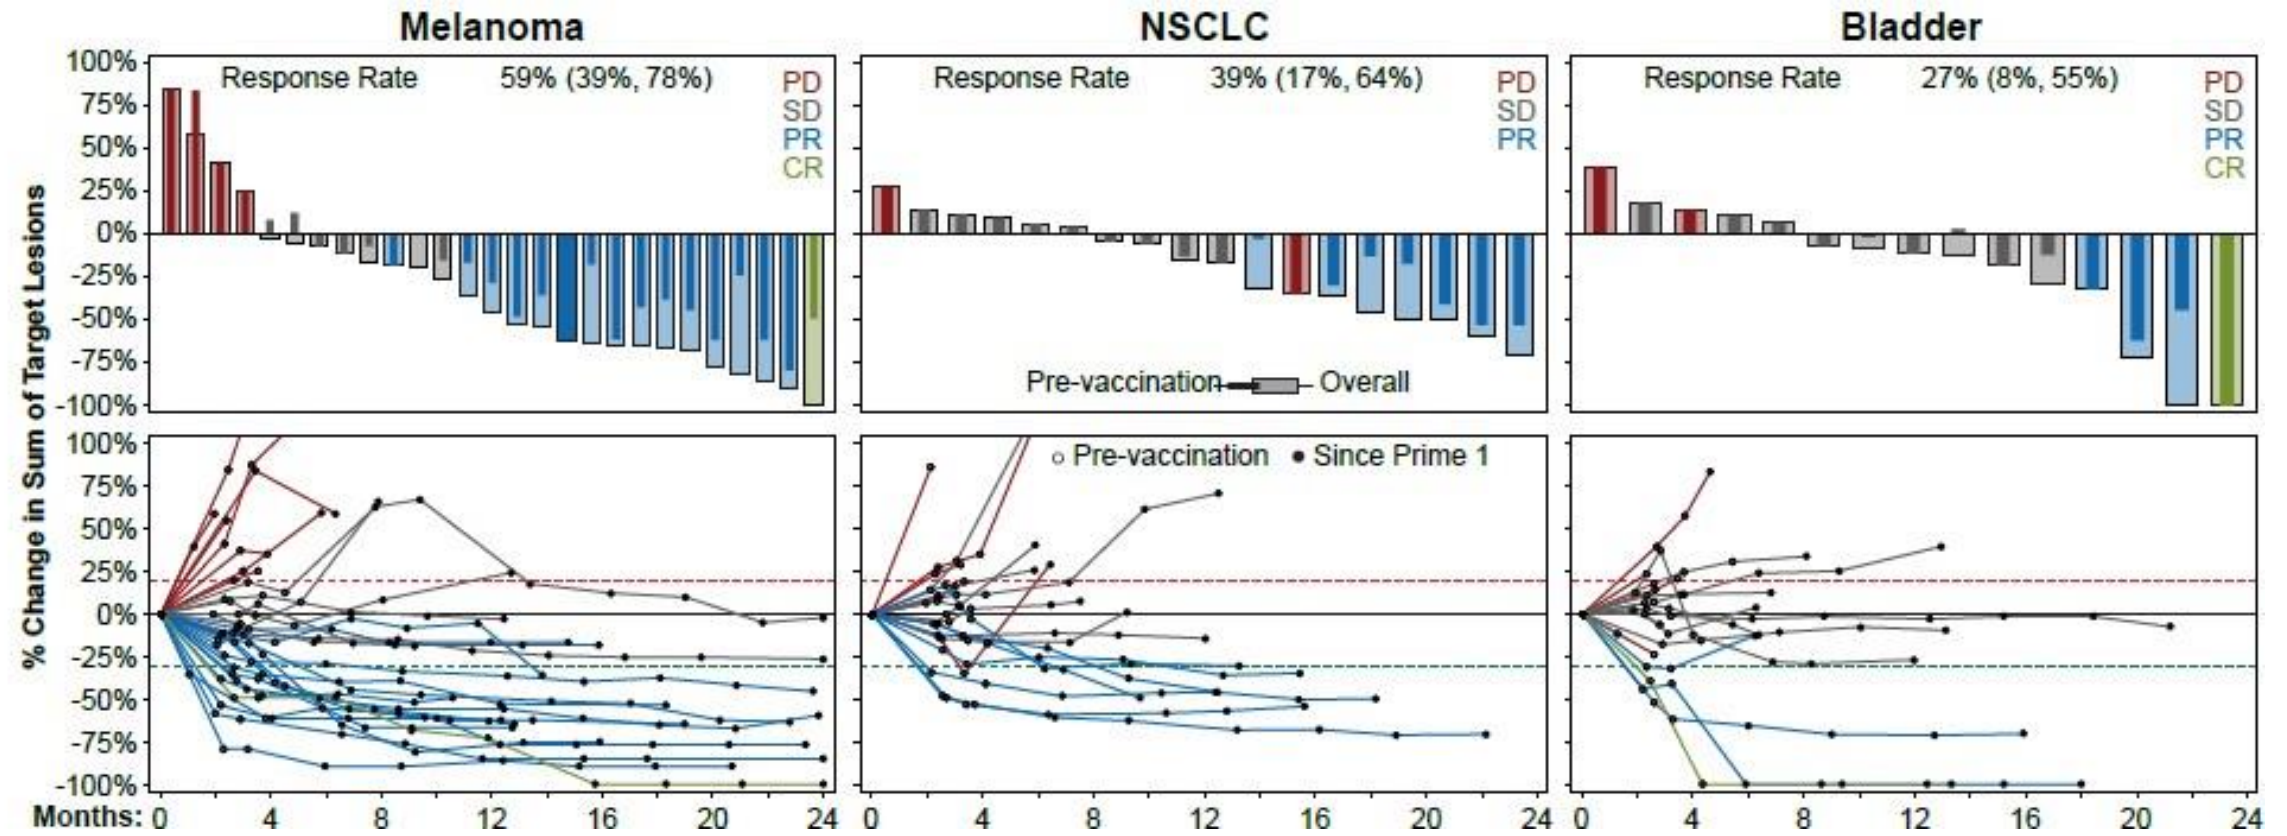 Melanoma
NSCLC
Bladder
% Change in Sum of Target Lesions
100%
75%
50%
25%
0%
-25%
-50%
-75%
-100%
Response Rate 59% (39%, 78%)
PD
SD
PR
CR
Response Rate 39% (17%, 64%)
PD
SD
PR
Pre-vaccination Overall
Response Rate 27% (8%, 55%)
PD
SD
PR
CR
100%
75%
50%
25%
0%
-25%
-50%
-75%
-100%
Pre-vaccination Since Prime 1
Months: 0 4 8 12 16 20 24
0 4 8 12 16 20 24
0 4 8 12 16 20 24